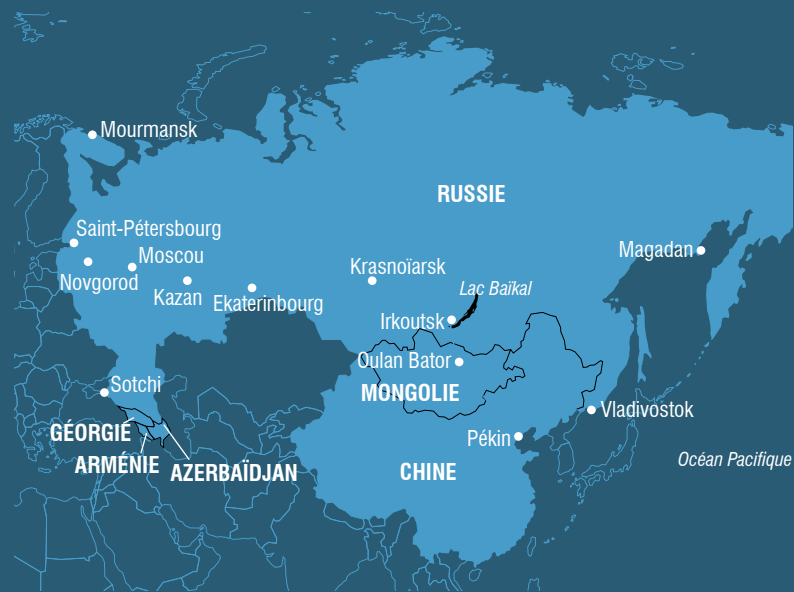 Mourmansk
RUSSIE
Saint-Pétersbourg
Moscou
Magadan
Novgorod
Krasnoïarsk
Kazan
Ekaterinbourg
Lac Baïkal
Irkoutsk
Oulan Bator
Sotchi
MONGOLIE
Vladivostok
GÉORGIE
Pékin
ARMÉNIE
AZERBAÏDJAN
CHINE
Océan Pacifique